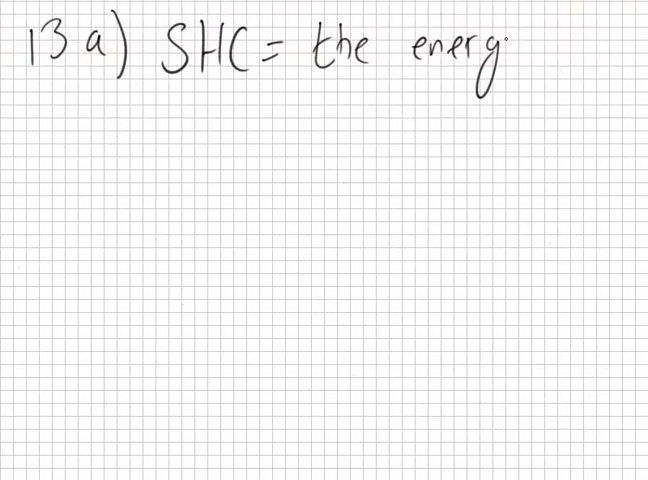 13 a) SHC = the energ